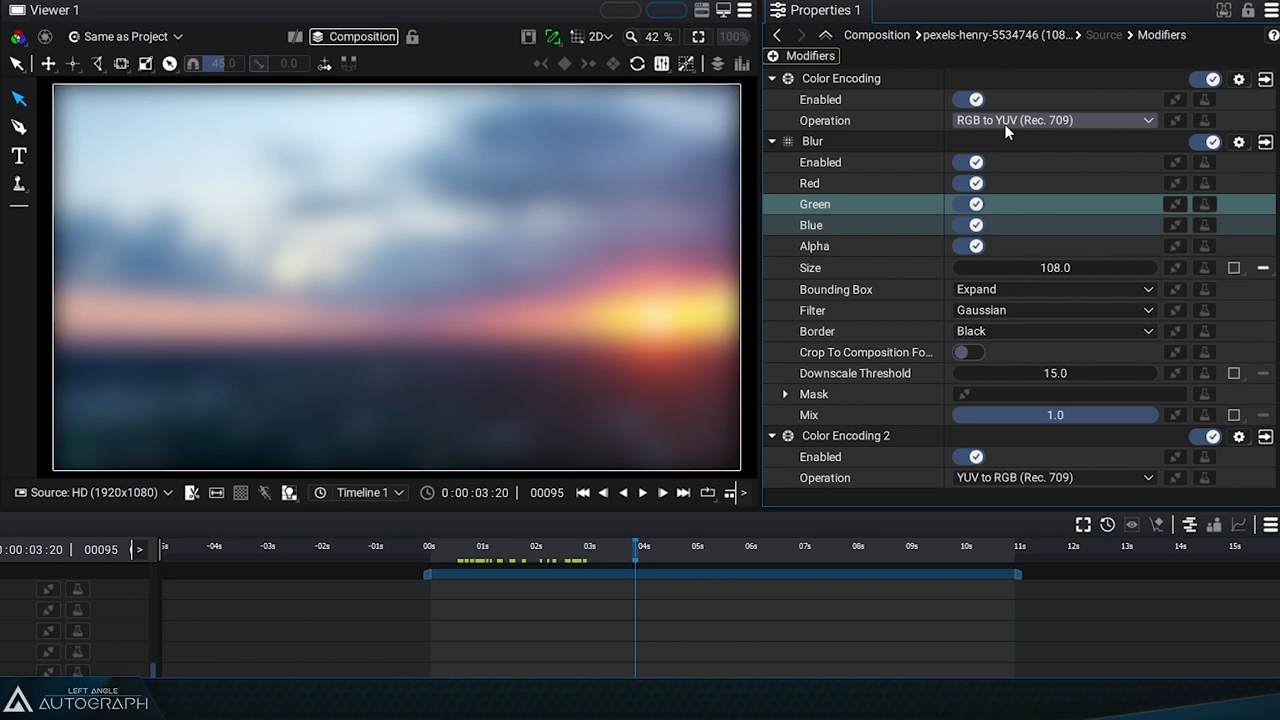 Viewer 1
Properties 1
Same as Project
Composition
2D
42 %
100%
Composition
pexels-henry-5534746 (108...
Source
Modifiers
45.0
0.0
Modifiers
Color Encoding
Enabled
Operation
RGB to YUV (Rec. 709)
Blur
Enabled
Red
Green
Blue
Alpha
Size
108.0
Bounding Box
Expand
Filter
Gaussian
Border
Black
Crop To Composition Fo...
Downscale Threshold
15.0
Mask
Mix
1.0
Color Encoding 2
Enabled
Operation
YUV to RGB (Rec. 709)
Source: HD (1920x1080)
Timeline 1
0:00:03:20
00095
0:00:03:20
00095
-04s
-03s
-02s
-01s
00s
01s
02s
03s
04s
05s
06s
07s
08s
09s
10s
11s
12s
13s
14s
15s
LEFT ANGLE
AUTOGRAPH